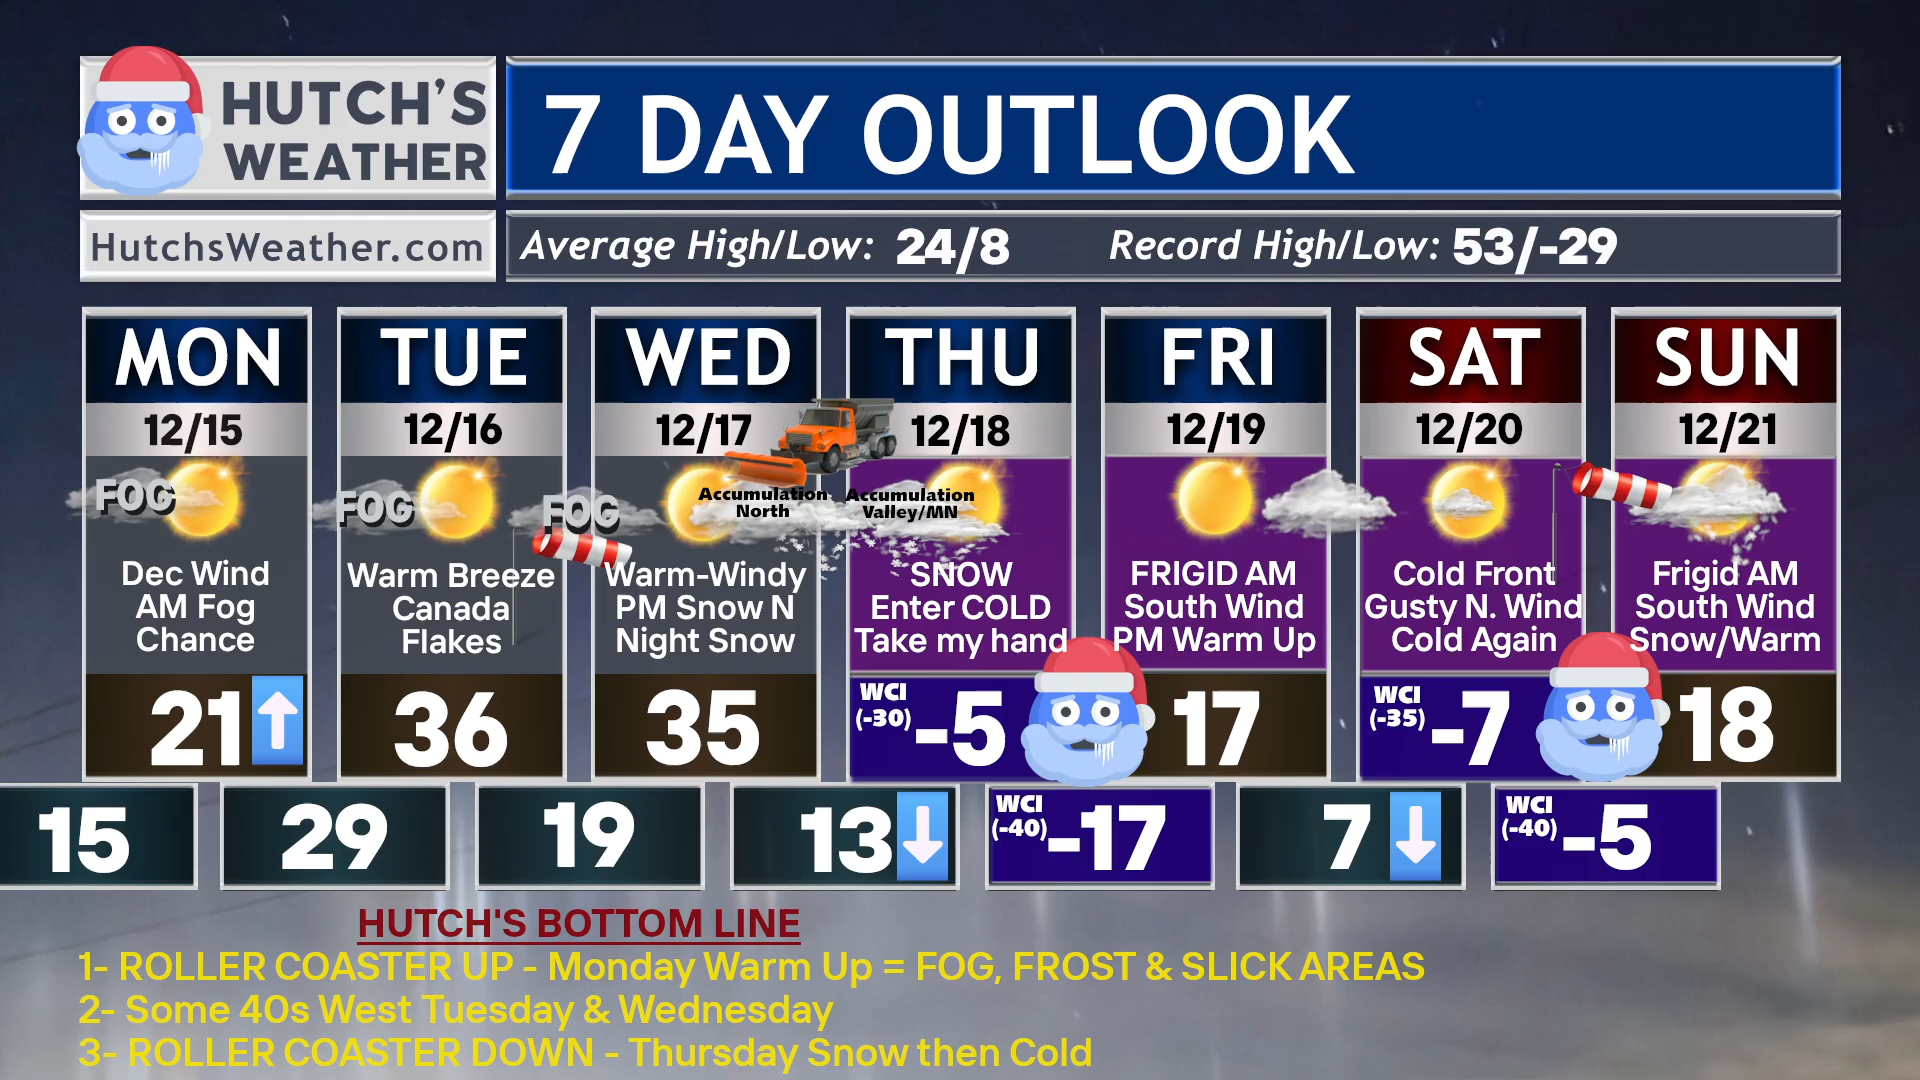 HUTCH'S
WEATHER
7 DAY OUTLOOK
HutchsWeather.com
Average High/Low: 24/8
Record High/Low: 53/-29
MON
12/15
FOG
Dec Wind
AM Fog
Chance
21
TUE
12/16
FOG
Warm Breeze
Canada
Flakes
36
WED
12/17
FOG
Accumulation
North
Warm-Windy
PM Snow N
Night Snow
35
THU
12/18
Accumulation
Valley/MN
SNOW
Enter COLD
Take my hand
WCI
(-30)
-5
FRI
12/19
FRIGID AM
South Wind
PM Warm Up
17
SAT
12/20
Cold Front
Gusty N. Wind
Cold Again
WCI
(-35)
-7
SUN
12/21
Frigid AM
South Wind
Snow/Warm
18
15
29
19
13
WCI
(-40)
-17
7
WCI
(-40)
-5
HUTCH'S BOTTOM LINE
1- ROLLER COASTER UP - Monday Warm Up = FOG, FROST & SLICK AREAS
2- Some 40s West Tuesday & Wednesday
3- ROLLER COASTER DOWN - Thursday Snow then Cold